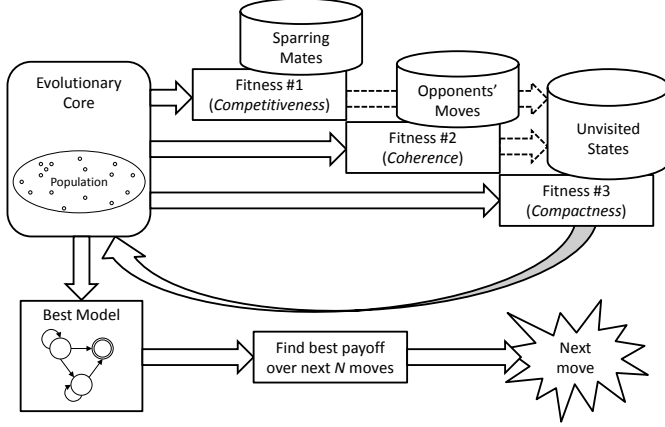 Sparring
Mates
Evolutionary
Core
Fitness #1
(Competitiveness)
Opponents'
Moves
Unvisited
States
Fitness #2
(Coherence)
Population
Fitness #3
(Compactness)
Best Model
Find best payoff
over next N moves
Next
move